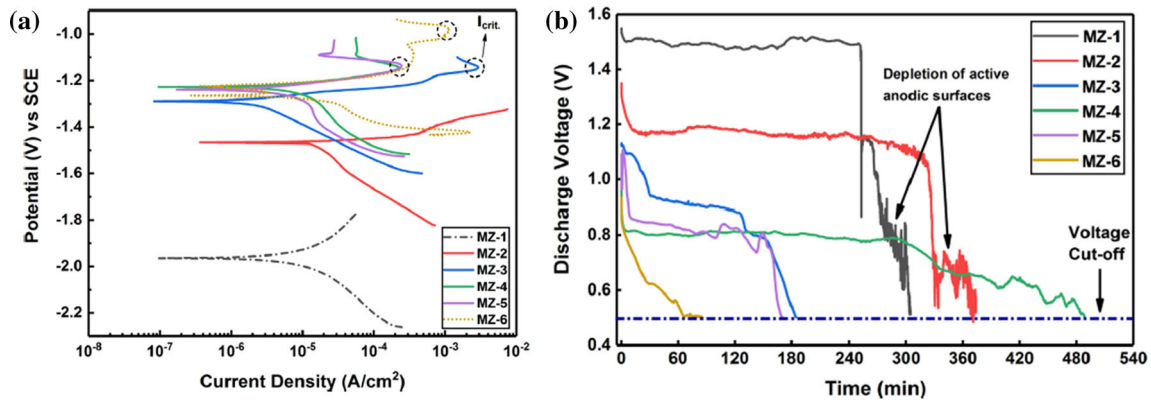 (a)
Potential (V) vs SCE
-1.0
-1.2
-1.4
-1.6
-1.8
-2.0
-2.2
I crit.
MZ-1
MZ-2
MZ-3
MZ-4
MZ-5
MZ-6
10⁻⁸ 10⁻⁷ 10⁻⁶ 10⁻⁵ 10⁻⁴ 10⁻³ 10⁻²
Current Density (A/cm²)
(b)
Discharge Voltage (V)
1.6
1.4
1.2
1.0
0.8
0.6
0.4
Depletion of active
anodic surfaces
MZ-1
MZ-2
MZ-3
MZ-4
MZ-5
MZ-6
Voltage
Cut-off
0 60 120 180 240 300 360 420 480 540
Time (min)